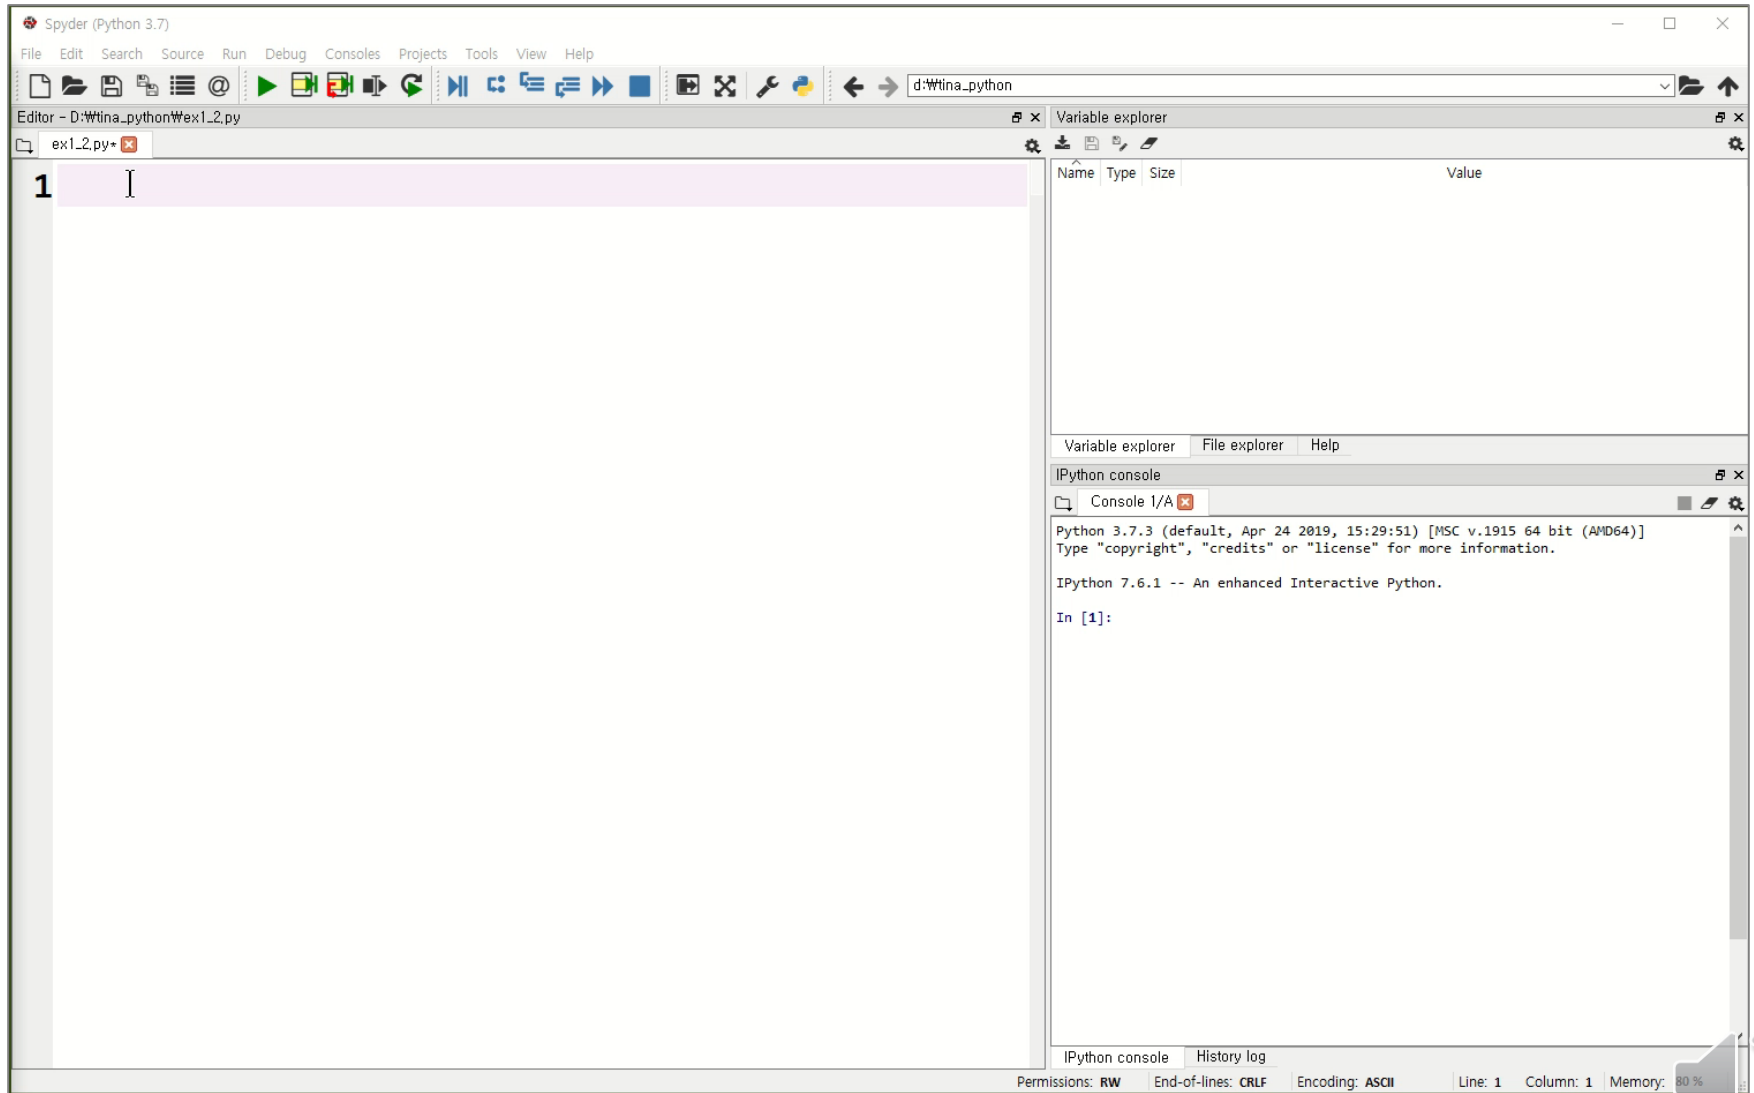 Spyder (Python 3.7)
File Edit Search Source Run Debug Consoles Projects Tools View Help
d:₩tina_python
Editor - D:₩tina_python₩ex1_2.py
Variable explorer
ex1_2.py*
1
Name Type Size Value
Variable explorer File explorer Help
IPython console
Console 1/A
Python 3.7.3 (default, Apr 24 2019, 15:29:51) [MSC v.1915 64 bit (AMD64)]
Type "copyright", "credits" or "license" for more information.
IPython 7.6.1 -- An enhanced Interactive Python.
In [1]:
IPython console History log
Permissions: RW End-of-lines: CRLF Encoding: ASCII Line: 1 Column: 1 Memory: 80 %